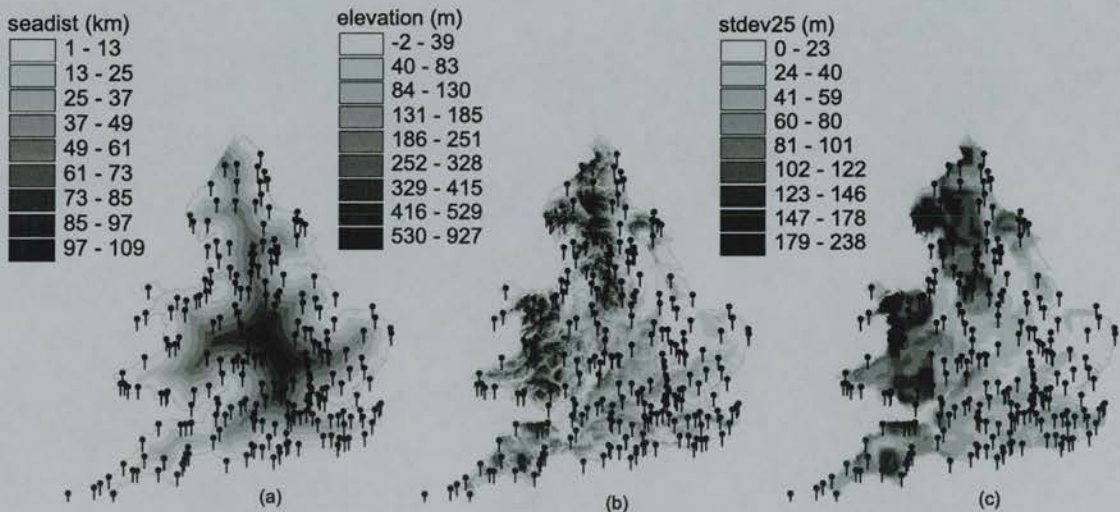 seadist (km)
1 - 13
13 - 25
25 - 37
37 - 49
49 - 61
61 - 73
73 - 85
85 - 97
97 - 109
(a)
elevation (m)
-2 - 39
40 - 83
84 - 130
131 - 185
186 - 251
252 - 328
329 - 415
416 - 529
530 - 927
(b)
stdev25 (m)
0 - 23
24 - 40
41 - 59
60 - 80
81 - 101
102 - 122
123 - 146
147 - 178
179 - 238
(c)